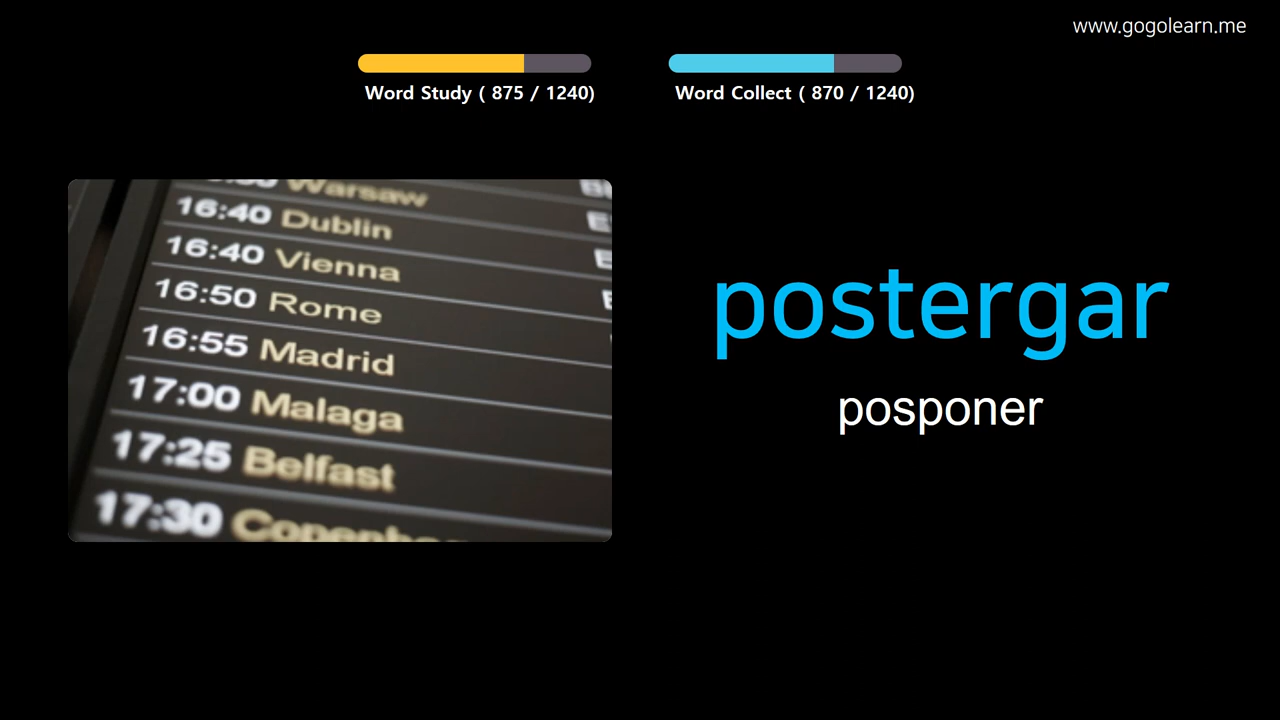 www.gogolearn.me
Word Study ( 875 / 1240)
Word Collect ( 870 / 1240)
Warsaw
16:40 Dublin
16:40 Vienna
16:50 Rome
16:55 Madrid
17:00 Malaga
17:25 Belfast
17:30
postergar
posponer